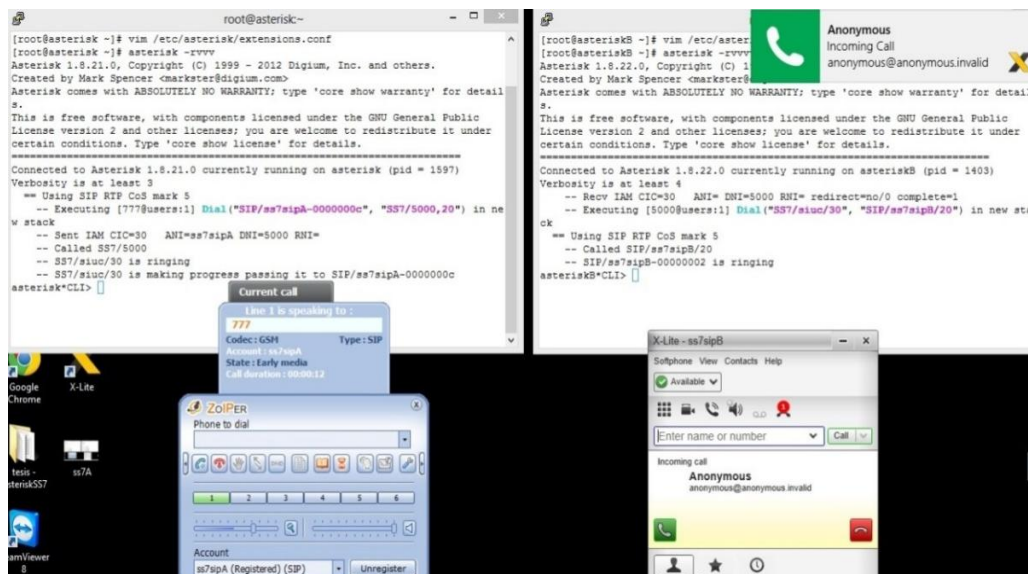 root@asterisk:~
[root@asterisk ~]# vim /etc/asterisk/extensions.conf
[root@asterisk ~]# asterisk -rvvv
Asterisk 1.8.21.0, Copyright (C) 1999 - 2012 Digium, Inc. and others.
Created by Mark Spencer <markster@digium.com>
Asterisk comes with ABSOLUTELY NO WARRANTY; type 'core show warranty' for detail
s.
This is free software, with components licensed under the GNU General Public
License version 2 and other licenses; you are welcome to redistribute it under
certain conditions. Type 'core show license' for details.
=========================================================================
Connected to Asterisk 1.8.21.0 currently running on asterisk (pid = 1597)
Verbosity is at least 3
== Using SIP RTP CoS mark 5
-- Executing [777@users:1] Dial("SIP/ss7sipA-0000000c", "SS7/5000,20") in ne
w stack
-- Sent IAM CIC=30 ANI=ss7sipA DNI=5000 RNI=
-- Called SS7/5000
-- SS7/siuc/30 is ringing
-- SS7/siuc/30 is making progress passing it to SIP/ss7sipA-0000000c
asterisk*CLI>
[root@asteriskB ~]# vim /etc/aster
[root@asteriskB ~]# asterisk -rvvv
Asterisk 1.8.22.0, Copyright (C) 1
Created by Mark Spencer <markster@
Asterisk comes with ABSOLUTELY NO WARRANTY; type 'core show warranty' for detai
s.
This is free software, with components licensed under the GNU General Public
License version 2 and other licenses; you are welcome to redistribute it under
certain conditions. Type 'core show license' for details.
=========================================================================
Connected to Asterisk 1.8.22.0 currently running on asteriskB (pid = 1403)
Verbosity is at least 4
-- Recv IAM CIC=30 ANI= DNI=5000 RNI= redirect=no/0 complete=1
-- Executing [5000@users:1] Dial("SS7/siuc/30", "SIP/ss7sipB/20") in new st
ck
== Using SIP RTP CoS mark 5
-- Called SIP/ss7sipB/20
-- SIP/ss7sipB-00000002 is ringing
asteriskB*CLI>
Anonymous
Incoming Call
anonymous@anonymous.invalid
Current call
Line 1 is speaking to :
777
Codec : GSM Type : SIP
Account : ss7sipA
State : Early media
Call duration : 00:00:12
ZOIPER
Phone to dial
1 2 3 4 5 6
Account
ss7sipA (Registered) (SIP)
Unregister
Google
Chrome
X-Lite
tesis -
steriskSS7
ss7A
amViewer
8
X-Lite - ss7sipB
Softphone View Contacts Help
Available
1
Enter name or number
Call
Incoming call
Anonymous
anonymous@anonymous.invalid